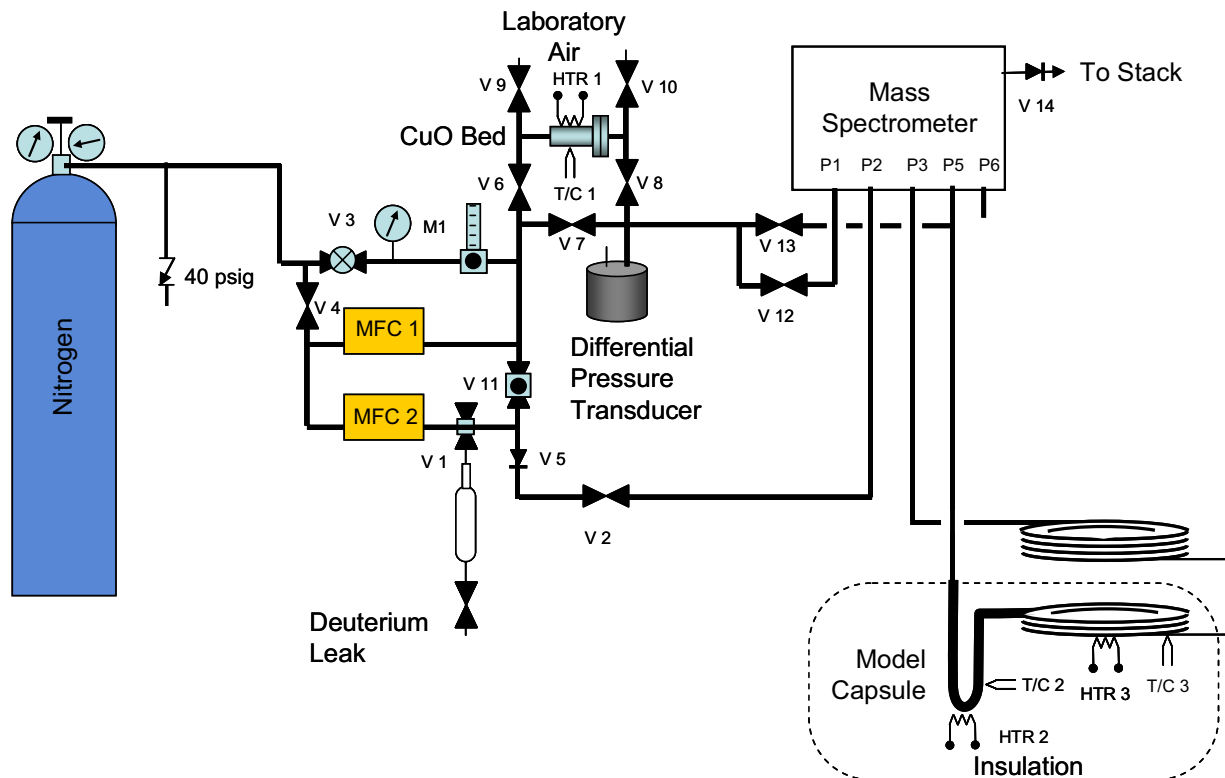 Laboratory
Air
V 9
HTR 1
V 10
CuO Bed
T/C 1
V 6
V 8
Mass
Spectrometer
P1
P2
P3
P5
P6
To Stack
V 14
V 3
M1
V 7
V 13
V 12
40 psig
V 4
MFC 1
Differential
Pressure
Transducer
V 11
MFC 2
V 1
V 5
V 2
Nitrogen
Deuterium
Leak
Model
Capsule
T/C 2
HTR 3
T/C 3
HTR 2
Insulation